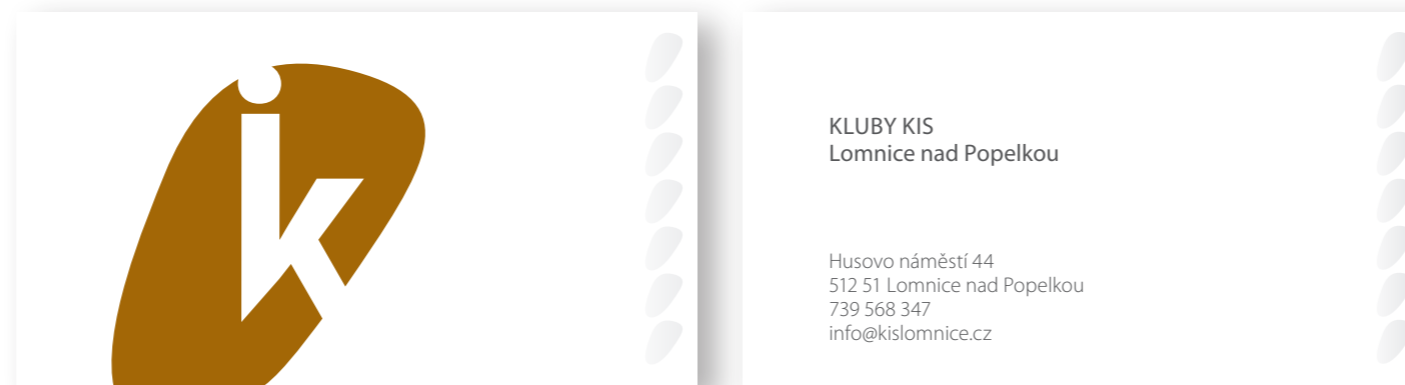 ik
KLUBY KIS
Lomnice nad Popelkou
Husovo náměstí 44
512 51 Lomnice nad Popelkou
739 568 347
info@kislomnice.cz